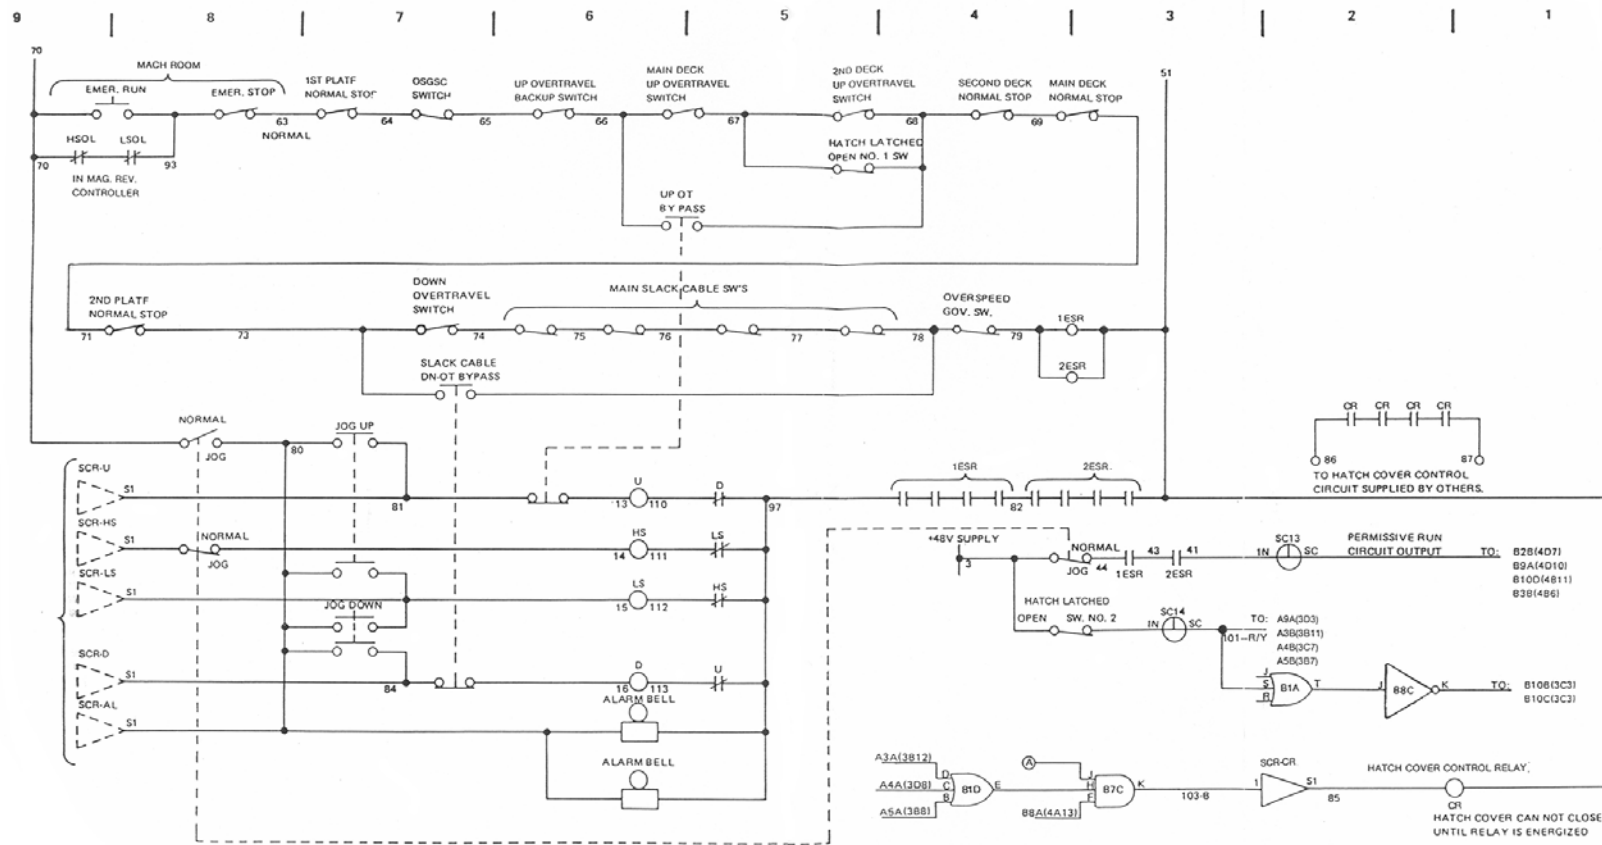 9 8 7 6 5 4 3 2 1
70
51
MACH ROOM
EMER. RUN
EMER. STOP
1ST PLATF
NORMAL STOP
OSGSC
SWITCH
UP OVERTRAVEL
BACKUP SWITCH
MAIN DECK
UP OVERTRAVEL
SWITCH
2ND DECK
UP OVERTRAVEL
SWITCH
SECOND DECK
NORMAL STOP
MAIN DECK
NORMAL STOP
63
64
65
66
67
68
69
NORMAL
HSOL
LSOL
70
93
IN MAG. REV.
CONTROLLER
HATCH LATCHED
OPEN NO. 1 SW
UP OT
BY PASS
2ND PLATF
NORMAL STOP
DOWN
OVERTRAVEL
SWITCH
MAIN SLACK CABLE SW'S
OVERSPEED
GOV. SW.
1ESR
71
73
74
75
76
77
78
79
2ESR
SLACK CABLE
DN-OT BYPASS
NORMAL
JOG
80
JOG UP
CR CR CR CR
86
87
TO HATCH COVER CONTROL
CIRCUIT SUPPLIED BY OTHERS.
SCR-U
S1
81
U
13
110
D
97
1ESR
2ESR.
82
SCR-HS
S1
NORMAL
JOG
HS
14
111
LS
+48V SUPPLY
3
NORMAL
JOG
44
43
1ESR
41
2ESR
1N
SC13
SC
PERMISSIVE RUN
CIRCUIT OUTPUT
TO:
B2B(4D7)
B9A(4D10)
B10D(4B11)
B3B(4B6)
SCR-LS
S1
LS
15
112
HS
JOG DOWN
HATCH LATCHED
OPEN SW. NO. 2
IN
SC14
SC
101-R/Y
TO:
A9A(3D3)
A3B(3B11)
A4B(3C7)
A5B(3B7)
SCR-D
S1
84
D
16
113
U
J
S
R
B1A
T
J
B8C
K
TO:
B10B(3C3)
B10C(3C3)
SCR-AL
S1
ALARM BELL
ALARM BELL
A3A(3B12)
A4A(3D8)
A5A(3B8)
D
C
B
B1D
E
A
J
H
F
B8A(4A13)
B7C
K
103-8
1
SCR-CR
S1
85
HATCH COVER CONTROL RELAY
CR
HATCH COVER CAN NOT CLOSE
UNTIL RELAY IS ENERGIZED